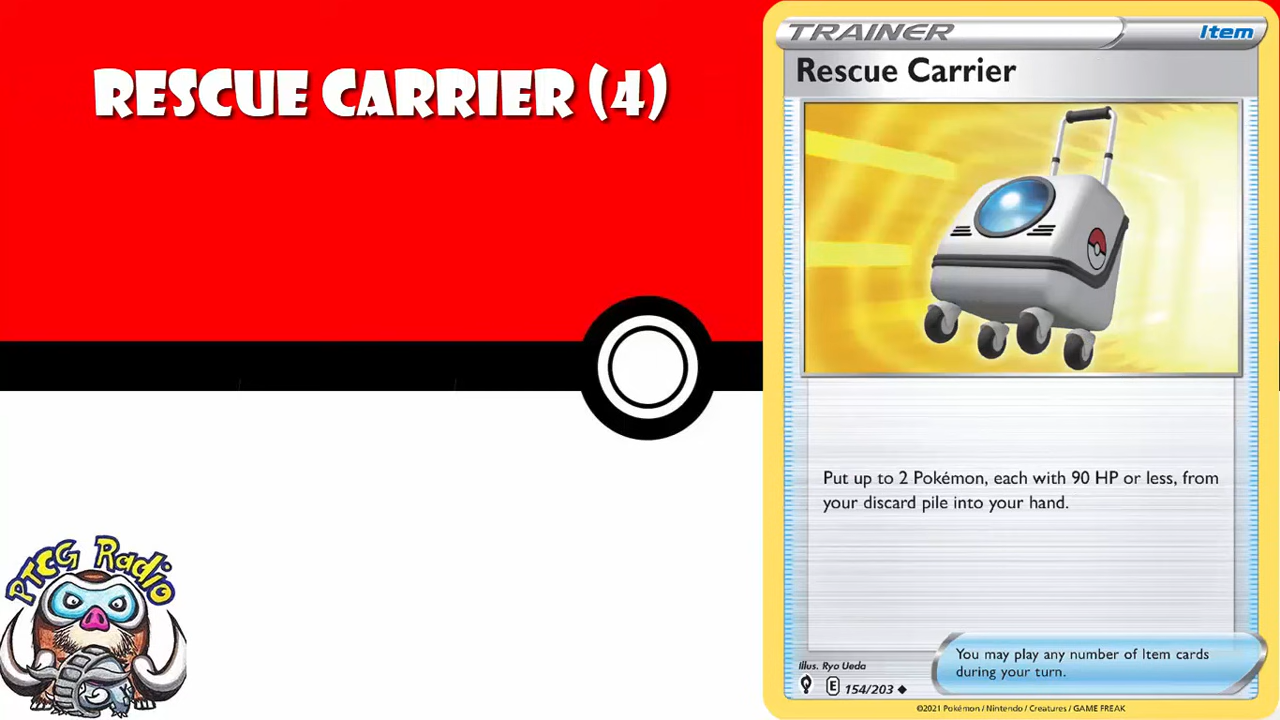 RESCUE CARRIER (4)
TRAINER
Item
Rescue Carrier
Put up to 2 Pokémon, each with 90 HP or less, from
your discard pile into your hand.
You may play any number of Item cards
during your turn.
Illus. Ryo Ueda
E 154/203
©2021 Pokémon / Nintendo / Creatures / GAME FREAK
PTCG Radio